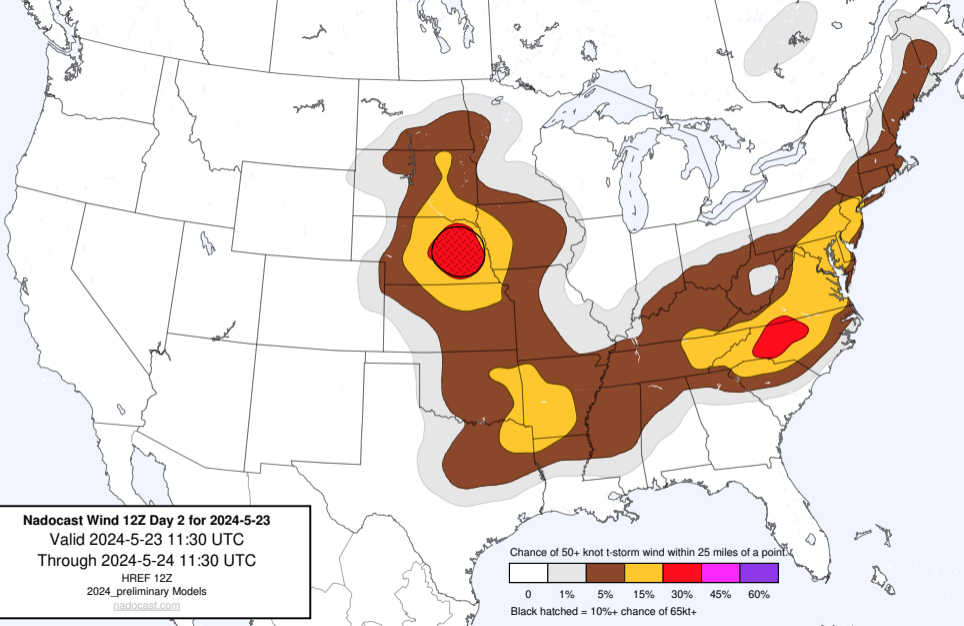 Nadocast Wind 12Z Day 2 for 2024-5-23
Valid 2024-5-23 11:30 UTC
Through 2024-5-24 11:30 UTC
HREF 12Z
2024_preliminary Models
nadocast.com
Chance of 50+ knot t-storm wind within 25 miles of a point.
0 1% 5% 15% 30% 45% 60%
Black hatched = 10%+ chance of 65kt+